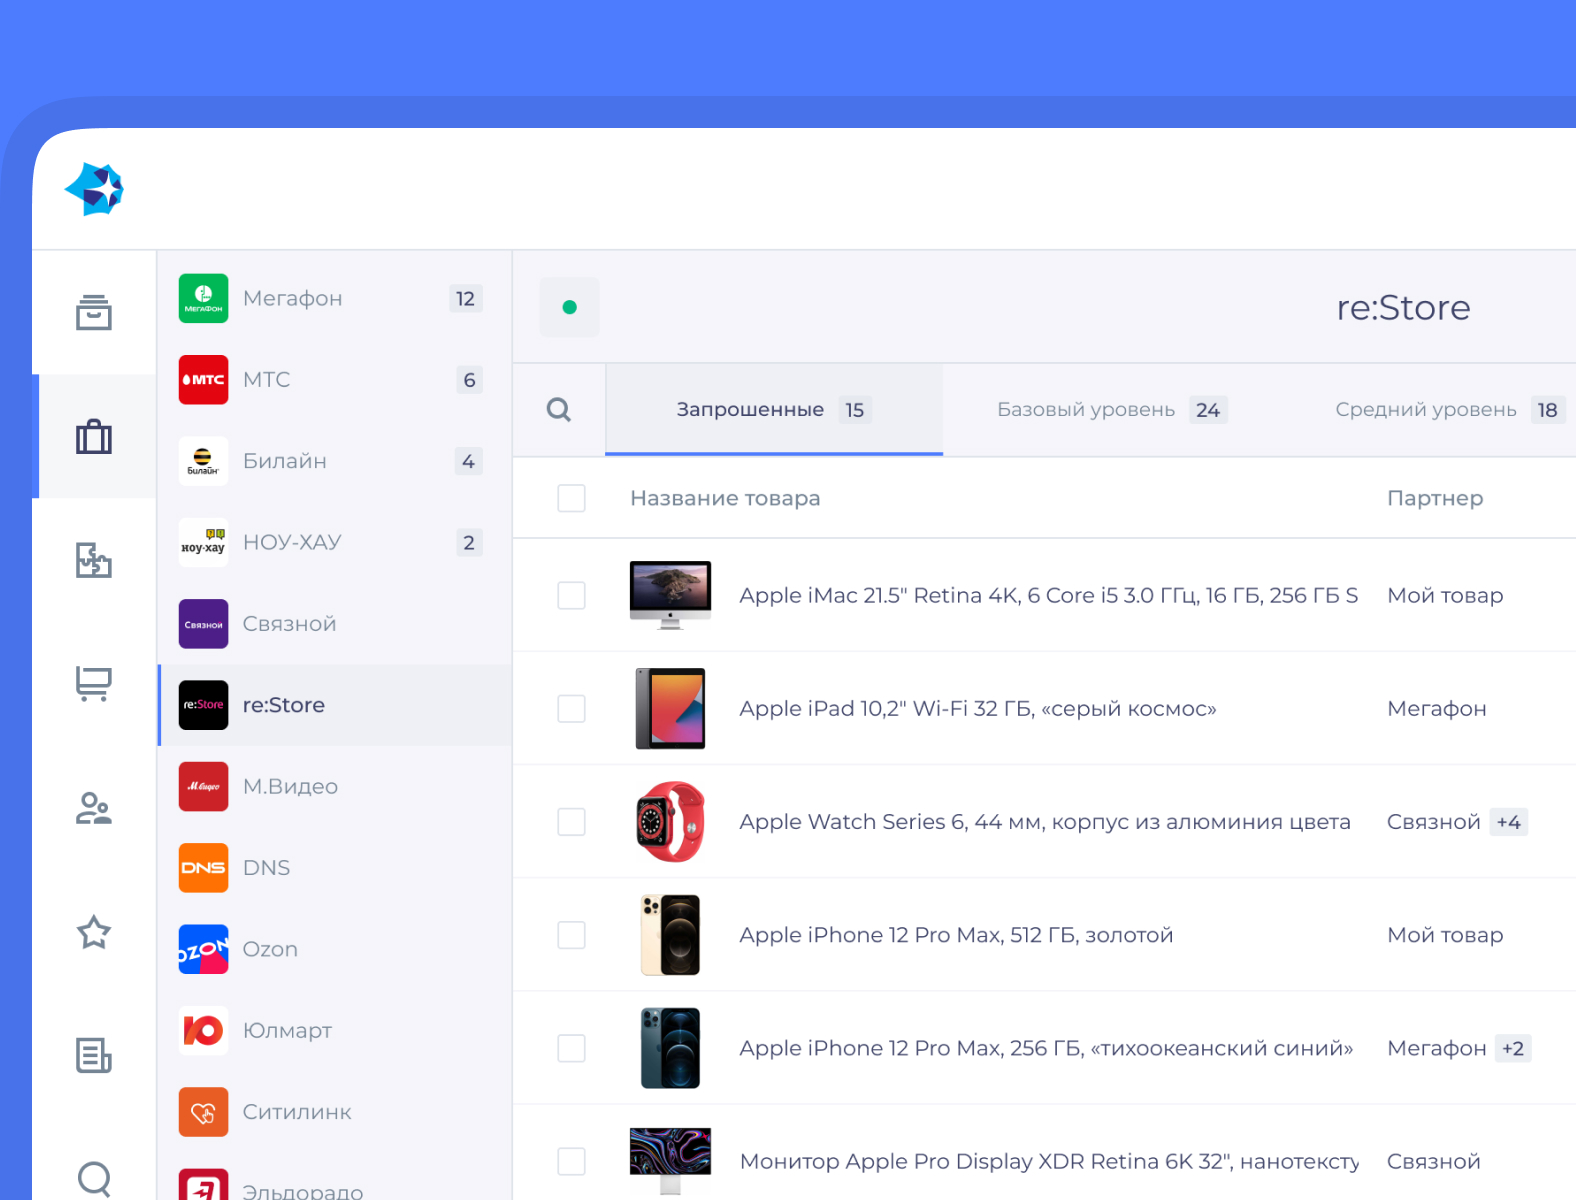 МЕГАФОН
Мегафон
12
МТС
МТС
6
билайн
Билайн
4
ноу-хау
НОУ-ХАУ
2
Связной
Связной
re:Store
re:Store
М.Видео
М.Видео
DNS
DNS
OZON
Ozon
Ю
Юлмарт
Ситилинк
Эльдорадо
re:Store
Запрошенные 15
Базовый уровень 24
Средний уровень 18
Название товара
Партнер
Apple iMac 21.5" Retina 4K, 6 Core i5 3.0 ГГц, 16 ГБ, 256 ГБ S
Мой товар
Apple iPad 10,2" Wi-Fi 32 ГБ, «серый космос»
Мегафон
Apple Watch Series 6, 44 мм, корпус из алюминия цвета
Связной +4
Apple iPhone 12 Pro Max, 512 ГБ, золотой
Мой товар
Apple iPhone 12 Pro Max, 256 ГБ, «тихоокеанский синий»
Мегафон +2
Монитор Apple Pro Display XDR Retina 6K 32", нанотексту
Связной